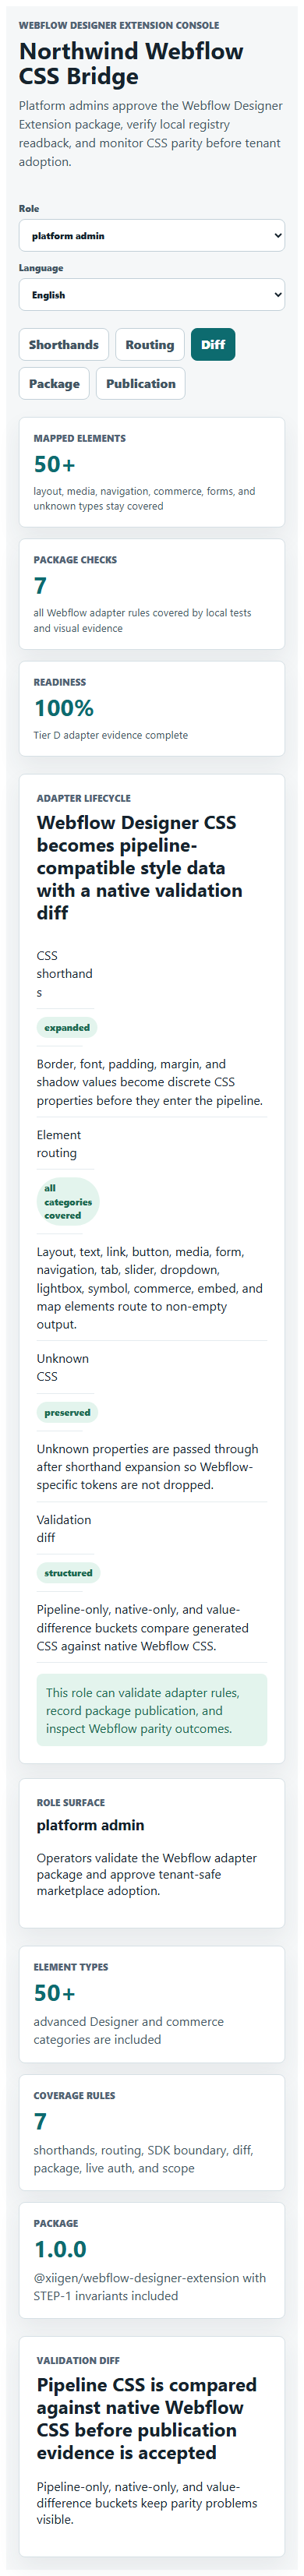 WEBFLOW DESIGNER EXTENSION CONSOLE
Northwind Webflow
CSS Bridge
Platform admins approve the Webflow Designer
Extension package, verify local registry
readback, and monitor CSS parity before tenant
adoption.
Role
platform admin
Language
English
Shorthands
Routing
Diff
Package
Publication
MAPPED ELEMENTS
50+
layout, media, navigation, commerce, forms, and
unknown types stay covered
PACKAGE CHECKS
7
all Webflow adapter rules covered by local tests
and visual evidence
READINESS
100%
Tier D adapter evidence complete
ADAPTER LIFECYCLE
Webflow Designer CSS
becomes pipeline-
compatible style data
with a native validation
diff
CSS
shorthand
s
expanded
Border, font, padding, margin, and
shadow values become discrete CSS
properties before they enter the pipeline.
Element
routing
all
categories
covered
Layout, text, link, button, media, form,
navigation, tab, slider, dropdown,
lightbox, symbol, commerce, embed, and
map elements route to non-empty
output.
Unknown
CSS
preserved
Unknown properties are passed through
after shorthand expansion so Webflow-
specific tokens are not dropped.
Validation
diff
structured
Pipeline-only, native-only, and value-
difference buckets compare generated
CSS against native Webflow CSS.
This role can validate adapter rules,
record package publication, and
inspect Webflow parity outcomes.
ROLE SURFACE
platform admin
Operators validate the Webflow adapter
package and approve tenant-safe
marketplace adoption.
ELEMENT TYPES
50+
advanced Designer and commerce
categories are included
COVERAGE RULES
7
shorthands, routing, SDK boundary, diff,
package, live auth, and scope
PACKAGE
1.0.0
@xiigen/webflow-designer-extension with
STEP-1 invariants included
VALIDATION DIFF
Pipeline CSS is compared
against native Webflow
CSS before publication
evidence is accepted
Pipeline-only, native-only, and value-
difference buckets keep parity problems
visible.